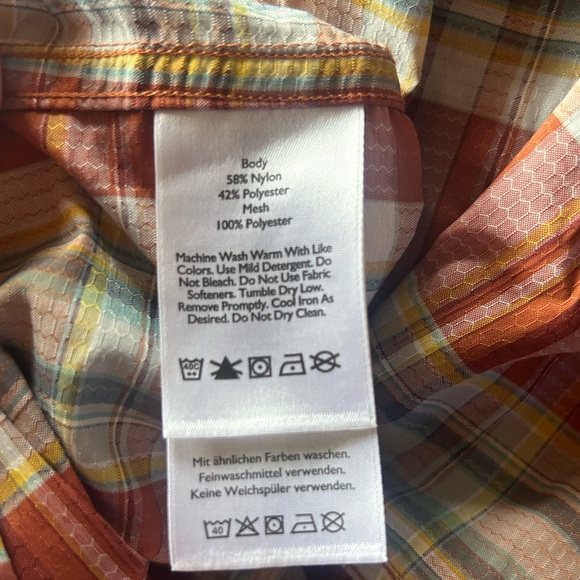 Body
58% Nylon
42% Polyester
Mesh
100% Polyester
Machine Wash Warm With Like
Colors. Use Mild Detergent. Do
Not Bleach. Do Not Use Fabric
Softeners. Tumble Dry Low.
Remove Promptly. Cool Iron As
Desired. Do Not Dry Clean.
40C
Mit ähnlichen Farben waschen.
Feinwaschmittel verwenden.
Keine Weichspüler verwenden.
40